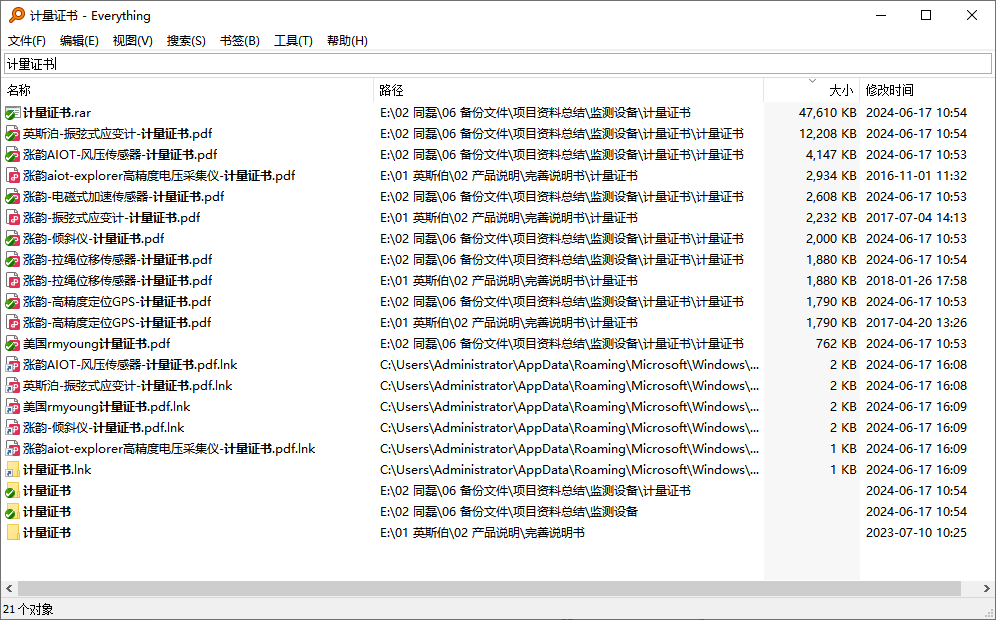 计量证书 - Everything
文件(F) 编辑(E) 视图(V) 搜索(S) 书签(B) 工具(T) 帮助(H)
计量证书
名称 路径 大小 修改时间
计量证书.rar E:\02 同磊\06 备份文件\项目资料总结\监测设备\计量证书 47,610 KB 2024-06-17 10:54
英斯泊-振弦式应变计-计量证书.pdf E:\02 同磊\06 备份文件\项目资料总结\监测设备\计量证书\计量证书 12,208 KB 2024-06-17 10:54
涨韵AIOT-风压传感器-计量证书.pdf E:\02 同磊\06 备份文件\项目资料总结\监测设备\计量证书\计量证书 4,147 KB 2024-06-17 10:53
涨韵aiot-explorer高精度电压采集仪-计量证书.pdf E:\01 英斯伯\02 产品说明\完善说明书\计量证书 2,934 KB 2016-11-01 11:32
涨韵-电磁式加速传感器-计量证书.pdf E:\02 同磊\06 备份文件\项目资料总结\监测设备\计量证书\计量证书 2,608 KB 2024-06-17 10:53
涨韵-振弦式应变计-计量证书.pdf E:\01 英斯伯\02 产品说明\完善说明书\计量证书 2,232 KB 2017-07-04 14:13
涨韵-倾斜仪-计量证书.pdf E:\02 同磊\06 备份文件\项目资料总结\监测设备\计量证书\计量证书 2,000 KB 2024-06-17 10:53
涨韵-拉绳位移传感器-计量证书.pdf E:\02 同磊\06 备份文件\项目资料总结\监测设备\计量证书\计量证书 1,880 KB 2024-06-17 10:54
涨韵-拉绳位移传感器-计量证书.pdf E:\01 英斯伯\02 产品说明\完善说明书\计量证书 1,880 KB 2018-01-26 17:58
涨韵-高精度定位GPS-计量证书.pdf E:\02 同磊\06 备份文件\项目资料总结\监测设备\计量证书\计量证书 1,790 KB 2024-06-17 10:53
涨韵-高精度定位GPS-计量证书.pdf E:\01 英斯伯\02 产品说明\完善说明书\计量证书 1,790 KB 2017-04-20 13:26
美国rmyoung计量证书.pdf E:\02 同磊\06 备份文件\项目资料总结\监测设备\计量证书\计量证书 762 KB 2024-06-17 10:53
涨韵AIOT-风压传感器-计量证书.pdf.lnk C:\Users\Administrator\AppData\Roaming\Microsoft\Windows\... 2 KB 2024-06-17 16:08
英斯泊-振弦式应变计-计量证书.pdf.lnk C:\Users\Administrator\AppData\Roaming\Microsoft\Windows\... 2 KB 2024-06-17 16:08
美国rmyoung计量证书.pdf.lnk C:\Users\Administrator\AppData\Roaming\Microsoft\Windows\... 2 KB 2024-06-17 16:09
涨韵-倾斜仪-计量证书.pdf.lnk C:\Users\Administrator\AppData\Roaming\Microsoft\Windows\... 2 KB 2024-06-17 16:09
涨韵aiot-explorer高精度电压采集仪-计量证书.pdf.lnk C:\Users\Administrator\AppData\Roaming\Microsoft\Windows\... 1 KB 2024-06-17 16:09
计量证书.lnk C:\Users\Administrator\AppData\Roaming\Microsoft\Windows\... 1 KB 2024-06-17 16:09
计量证书 E:\02 同磊\06 备份文件\项目资料总结\监测设备\计量证书 2024-06-17 10:54
计量证书 E:\02 同磊\06 备份文件\项目资料总结\监测设备 2024-06-17 10:54
计量证书 E:\01 英斯伯\02 产品说明\完善说明书 2023-07-10 10:25
21 个对象